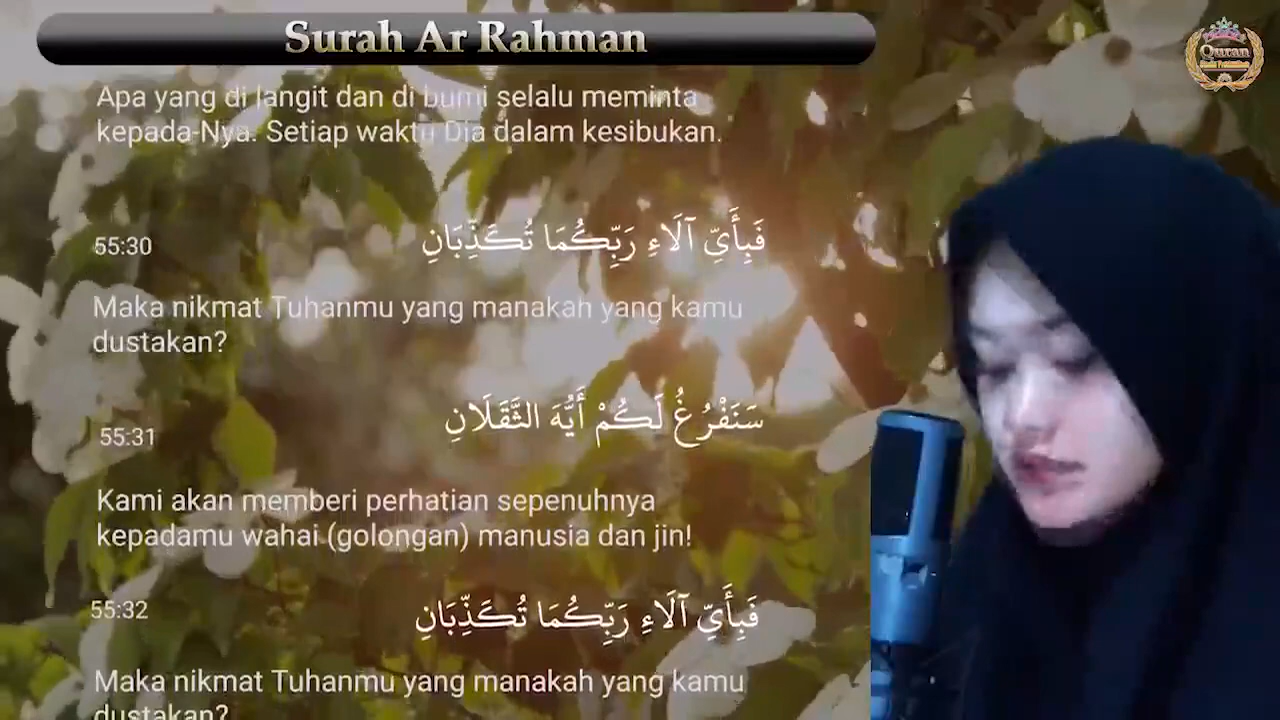 Surah Ar Rahman
Quran
Apa yang di langit dan di bumi selalu meminta
kepada-Nya. Setiap waktu Dia dalam kesibukan.
55:30
فَبِأَيِّ آلَاءِ رَبِّكُمَا تُكَذِّبَانِ
Maka nikmat Tuhanmu yang manakah yang kamu
dustakan?
55:31
سَنَفْرُغُ لَكُمْ أَيُّهَ الثَّقَلَانِ
Kami akan memberi perhatian sepenuhnya
kepadamu wahai (golongan) manusia dan jin!
55:32
فَبِأَيِّ آلَاءِ رَبِّكُمَا تُكَذِّبَانِ
Maka nikmat Tuhanmu yang manakah yang kamu
dustakan?